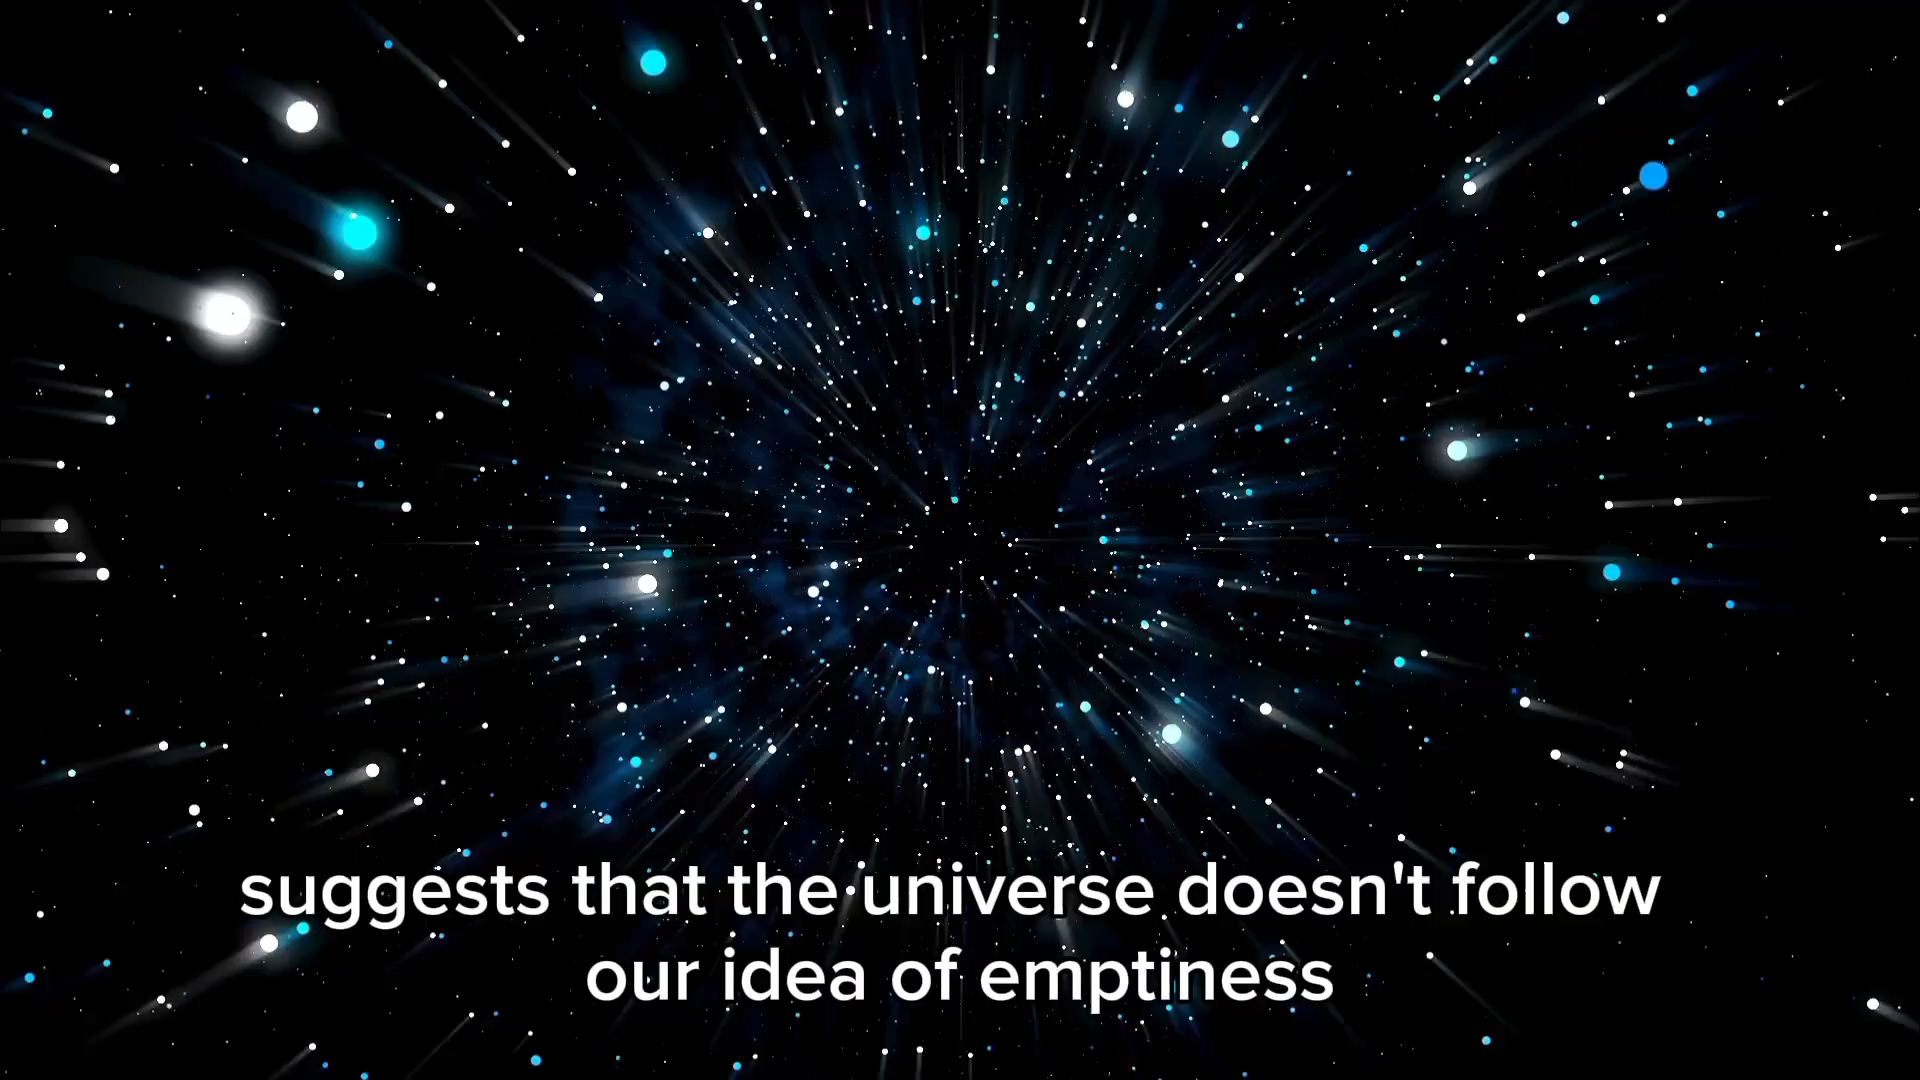 suggests that the universe doesn't follow
our idea of emptiness